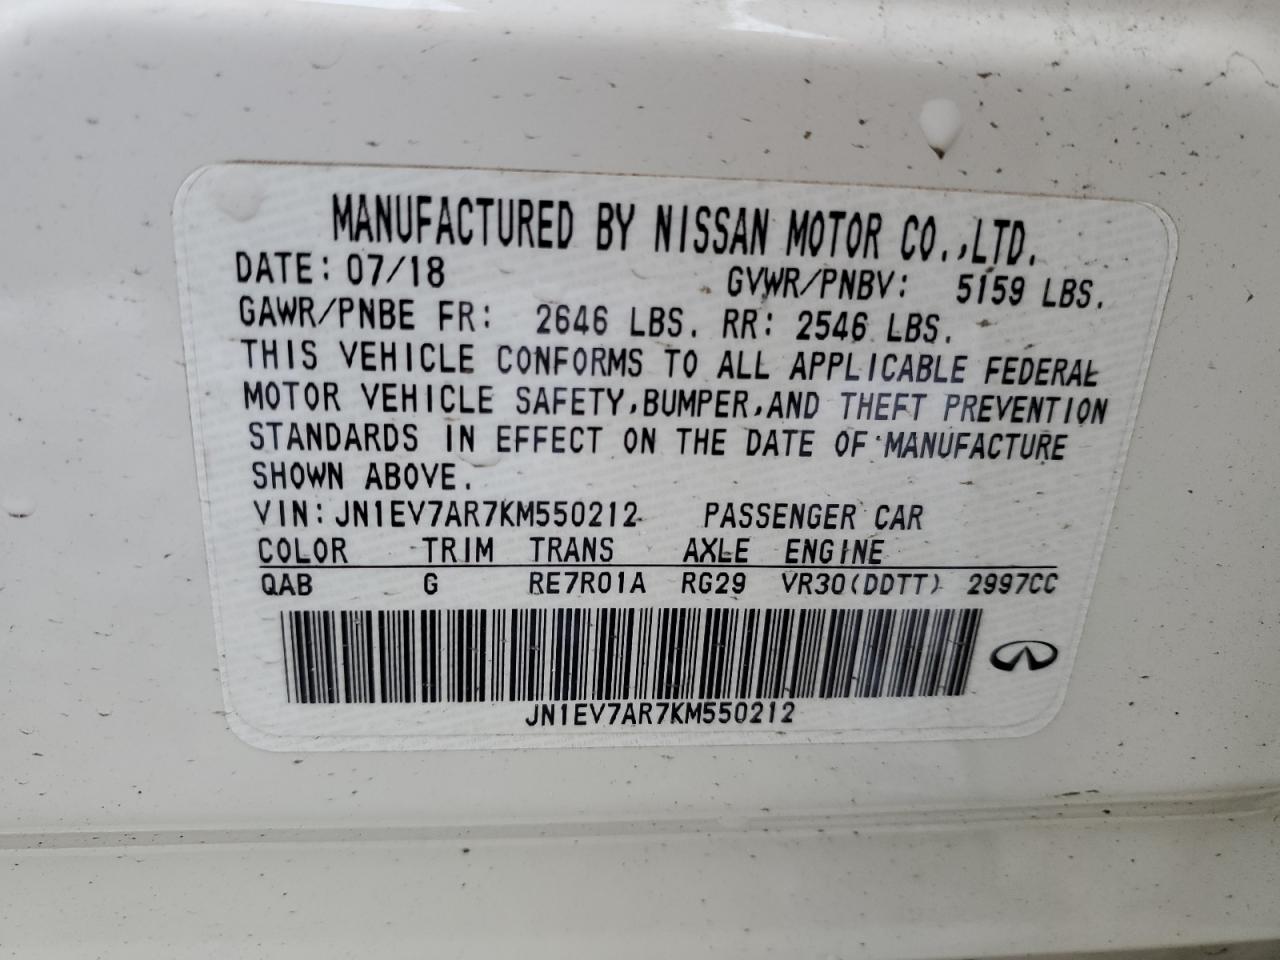 MANUFACTURED BY NISSAN MOTOR CO.,LTD.
DATE: 07/18 GVWR/PNBV: 5159 LBS.
GAWR/PNBE FR: 2646 LBS. RR: 2546 LBS.
THIS VEHICLE CONFORMS TO ALL APPLICABLE FEDERAL
MOTOR VEHICLE SAFETY,BUMPER,AND THEFT PREVENTION
STANDARDS IN EFFECT ON THE DATE OF MANUFACTURE
SHOWN ABOVE.
VIN: JN1EV7AR7KM550212 PASSENGER CAR
COLOR TRIM TRANS AXLE ENGINE
QAB G RE7R01A RG29 VR30(DDTT) 2997CC
JN1EV7AR7KM550212